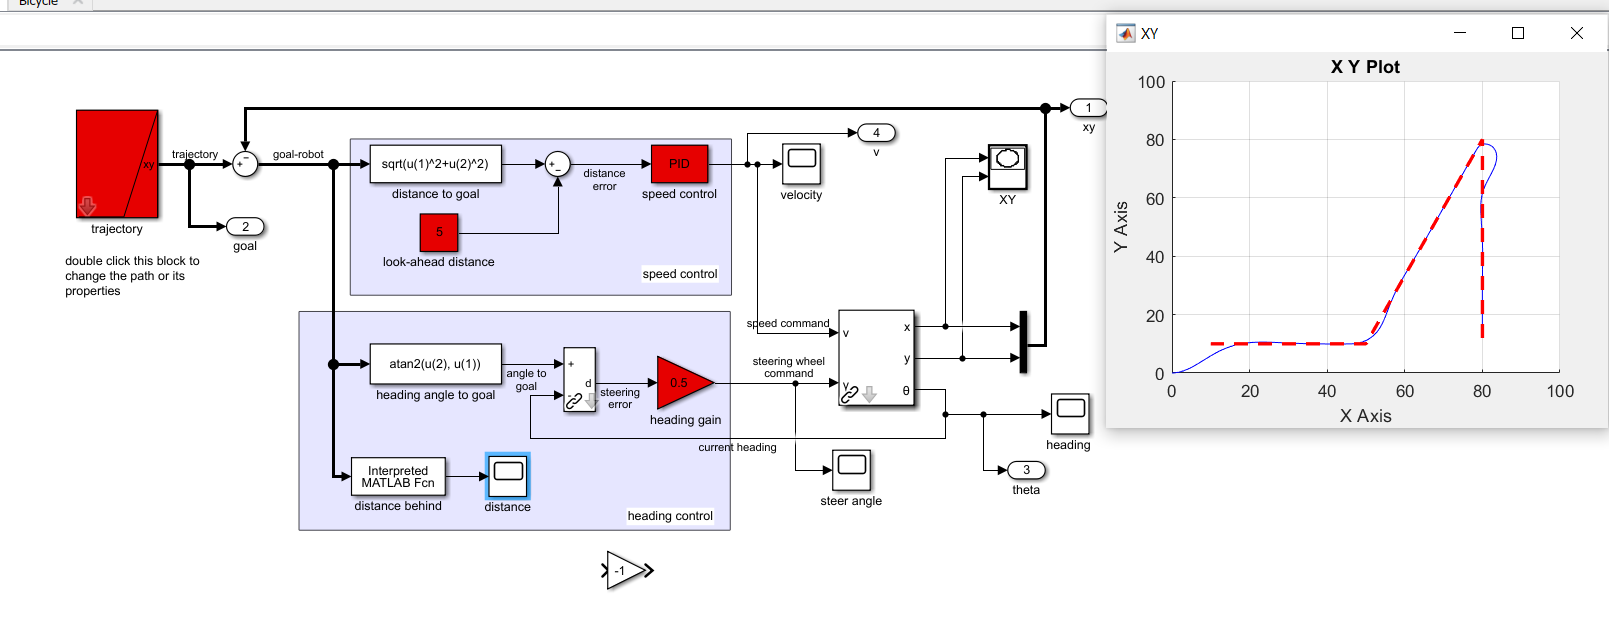 Bicycle
XY
X Y Plot
100
80
60
40
20
0
Y Axis
0
20
40
60
80
100
X Axis
xy
trajectory
trajectory
double click this block to
change the path or its
properties
goal-robot
2
goal
sqrt(u(1)^2+u(2)^2)
distance to goal
5
look-ahead distance
distance
error
PID
speed control
speed control
velocity
4
v
1
xy
XY
atan2(u(2), u(1))
heading angle to goal
angle to
goal
+
-
d
steering
error
0.5
heading gain
Interpreted
MATLAB Fcn
distance behind
distance
heading control
speed command
steering wheel
command
current heading
v
γ
x
y
θ
steer angle
heading
3
theta
-1